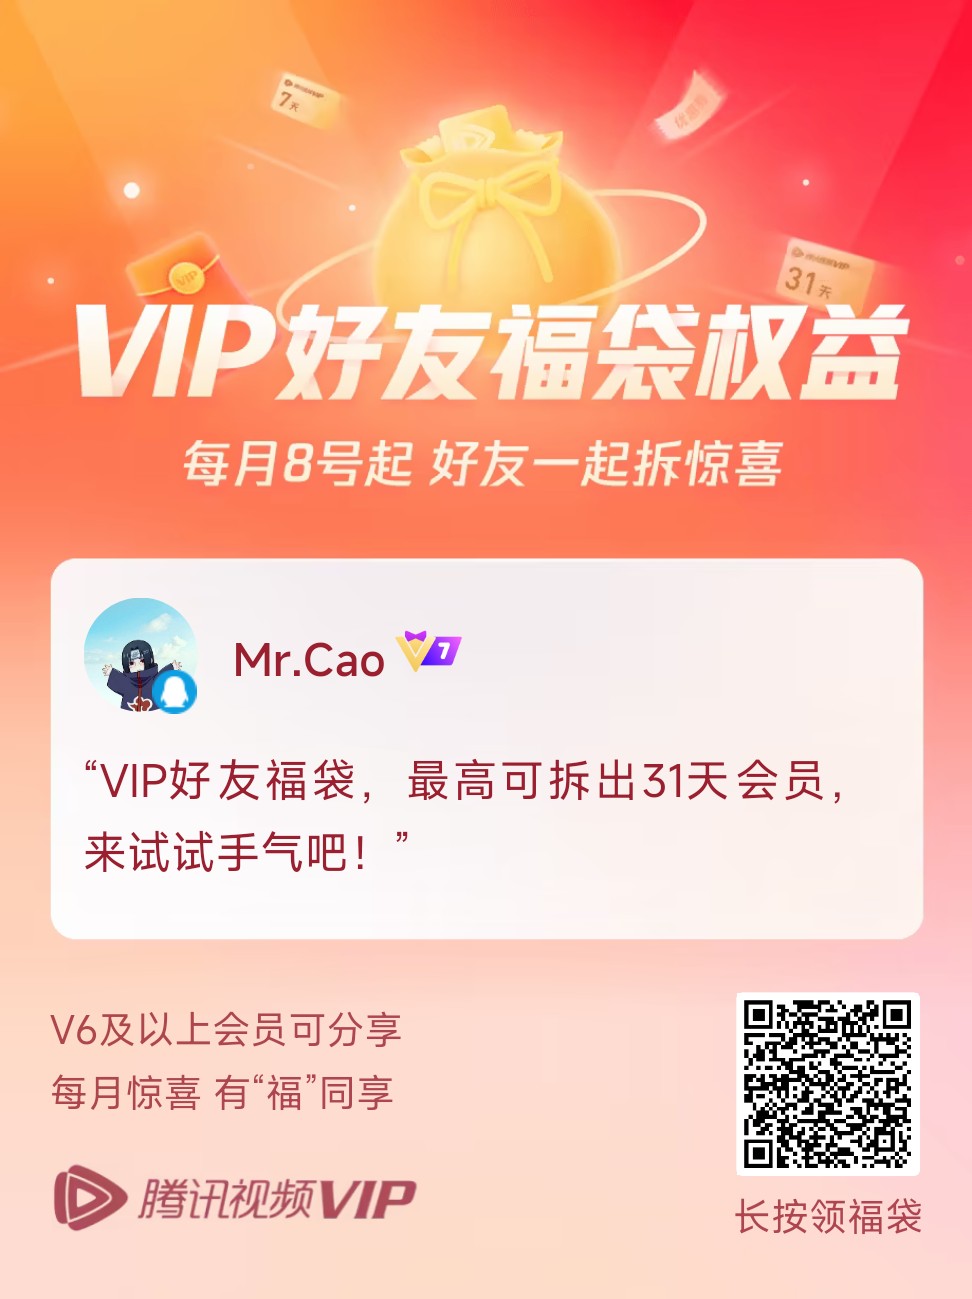 7天
优惠券
VIP
31天
VIP好友福袋权益
每月8号起 好友一起拆惊喜
Mr.Cao V7
“VIP好友福袋，最高可拆出31天会员，
来试试手气吧！”
V6及以上会员可分享
每月惊喜 有“福”同享
腾讯视频VIP
长按领福袋